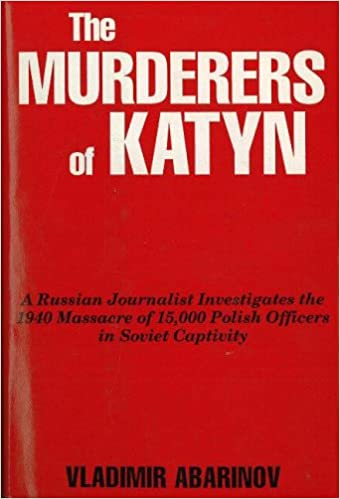 The
MURDERERS
of KATYN
A Russian Journalist Investigates the
1940 Massacre of 15,000 Polish Officers
in Soviet Captivity
VLADIMIR ABARINOV